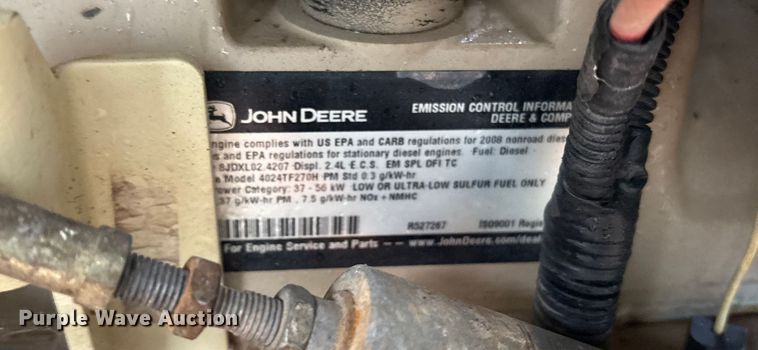 JOHN DEERE
EMISSION CONTROL INFORMA
DEERE & COMP
ngine complies with US EPA and CARB regulations for 2008 nonroad dies
s and EPA regulations for stationary diesel engines. Fuel: Diesel
8JDXL02.4207 Displ. 2.4L E.C.S. EM SPL DFI TC
e Model 4024TF270H PM Std 0.3 g/kW-hr
ower Category: 37 - 56 kW LOW OR ULTRA-LOW SULFUR FUEL ONLY
.37 g/kW-hr PM , 7.5 g/kW-hr NOx + NMHC
R527267 ISO9001 Regis
For Engine Service and Parts -- -- www.JohnDeere.com/deal
Purple Wave Auction